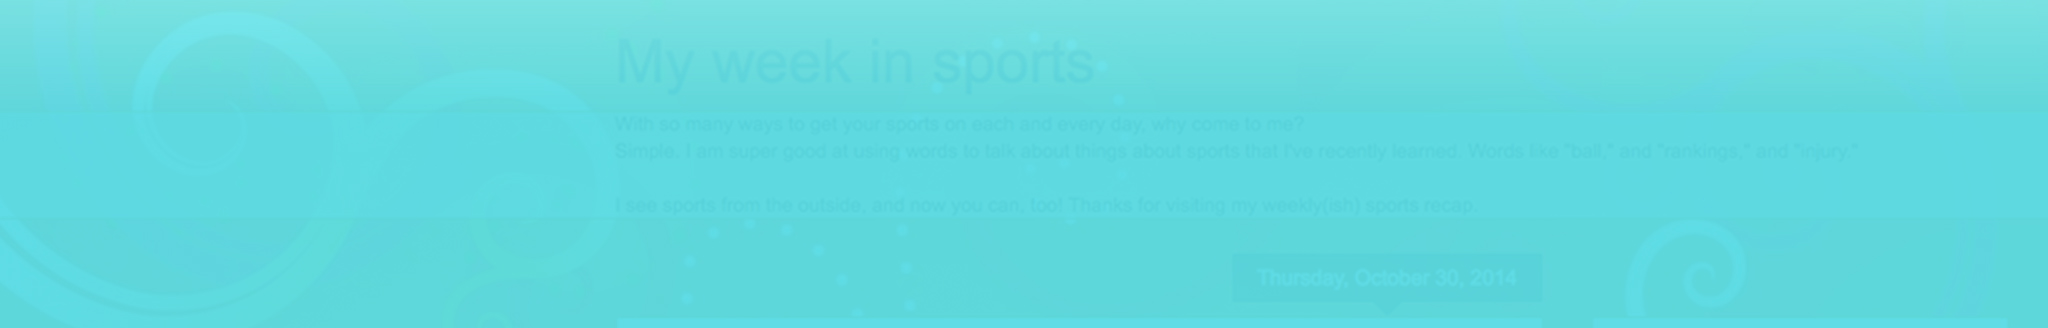 My week in sports
With so many ways to get your sports on each and every day, why come to me?
Simple. I am super good at using words to talk about things about sports that I've recently learned. Words like "ball," and "rankings," and "injury."
I see sports from the outside, and now you can, too! Thanks for visiting my weekly(ish) sports recap.
Thursday, October 30, 2014